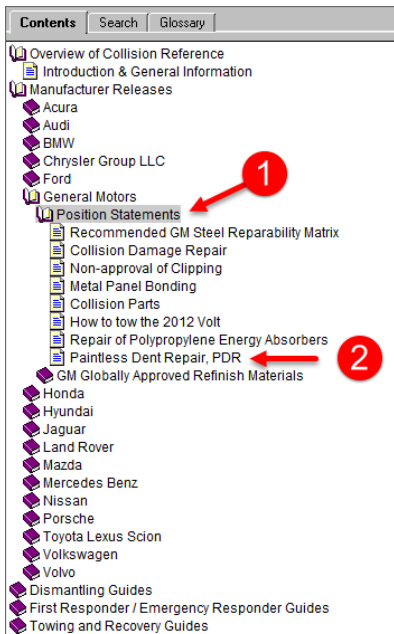 Contents Search Glossary
Overview of Collision Reference
Introduction & General Information
Manufacturer Releases
Acura
Audi
BMW
Chrysler Group LLC
Ford
1
General Motors
Position Statements
Recommended GM Steel Reparability Matrix
Collision Damage Repair
Non-approval of Clipping
Metal Panel Bonding
Collision Parts
How to tow the 2012 Volt
Repair of Polypropylene Energy Absorbers
Paintless Dent Repair, PDR 2
GM Globally Approved Refinish Materials
Honda
Hyundai
Jaguar
Land Rover
Mazda
Mercedes Benz
Nissan
Porsche
Toyota Lexus Scion
Volkswagen
Volvo
Dismantling Guides
First Responder / Emergency Responder Guides
Towing and Recovery Guides